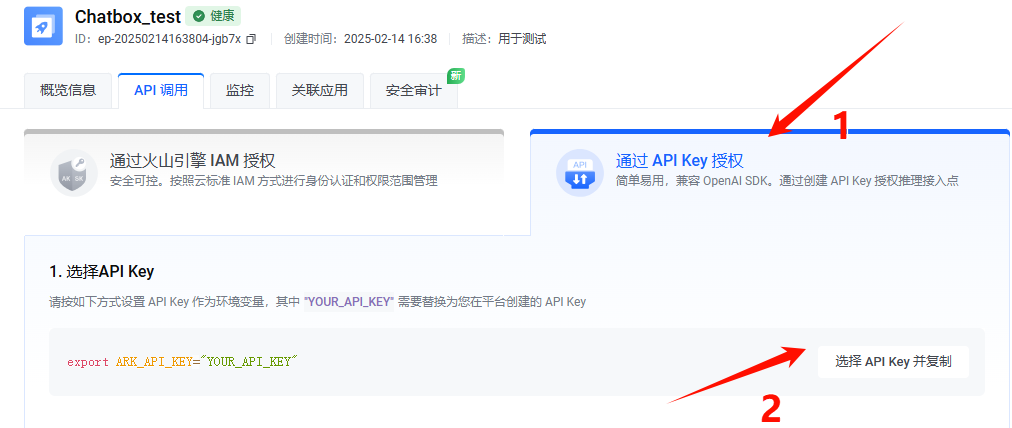 Chatbox_test 健康
ID: ep-20250214163804-jgb7x 创建时间: 2025-02-14 16:38 描述: 用于测试
概览信息 API 调用 监控 关联应用 安全审计 新
1
通过火山引擎 IAM 授权
安全可控。按照云标准 IAM 方式进行身份认证和权限范围管理
AK SK
API
通过 API Key 授权
简单易用，兼容 OpenAI SDK。通过创建 API Key 授权推理接入点
1. 选择API Key
请按如下方式设置 API Key 作为环境变量，其中 "YOUR_API_KEY" 需要替换为您在平台创建的 API Key
export ARK_API_KEY="YOUR_API_KEY"
选择 API Key 并复制
2